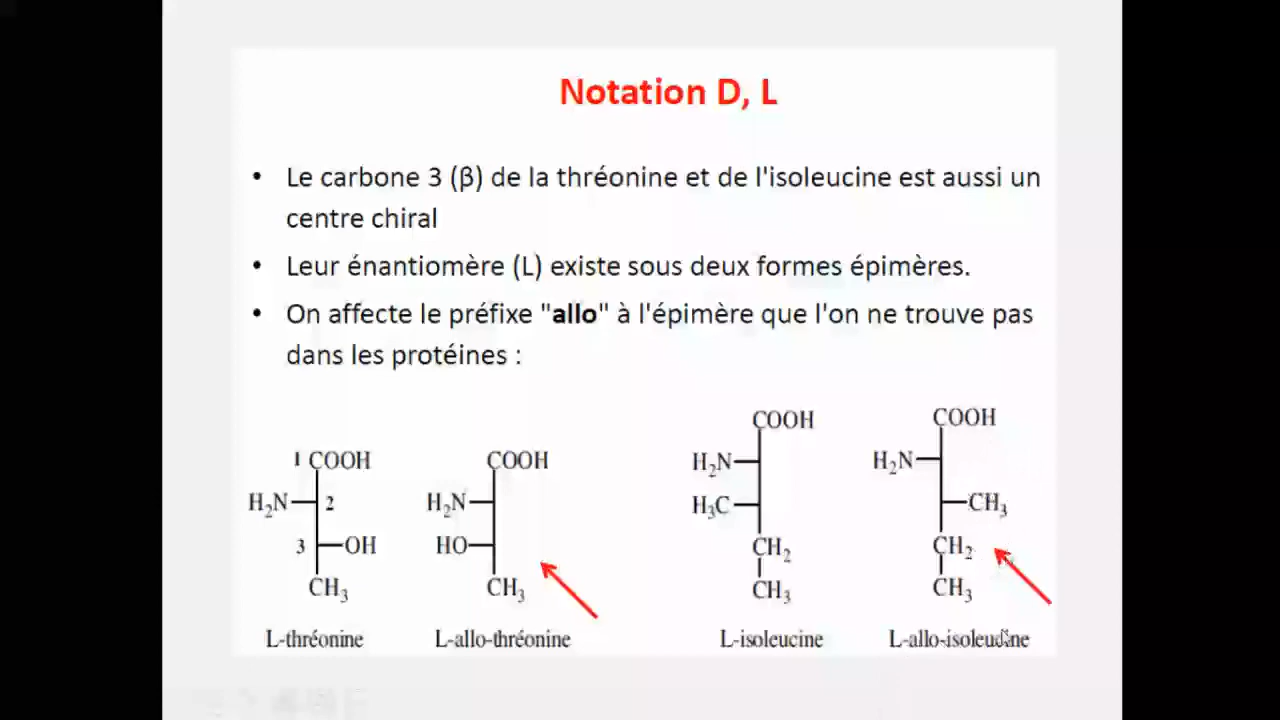 Notation D, L
• Le carbone 3 (β) de la thréonine et de l'isoleucine est aussi un
centre chiral
• Leur énantiomère (L) existe sous deux formes épimères.
• On affecte le préfixe "allo" à l'épimère que l'on ne trouve pas
dans les protéines :
1 COOH
H₂N 2
3 OH
CH₃
L-thréonine
COOH
H₂N
HO
CH₃
L-allo-thréonine
COOH
H₂N
H₃C
CH₂
CH₃
L-isoleucine
COOH
H₂N
CH₃
CH₂
CH₃
L-allo-isoleucine